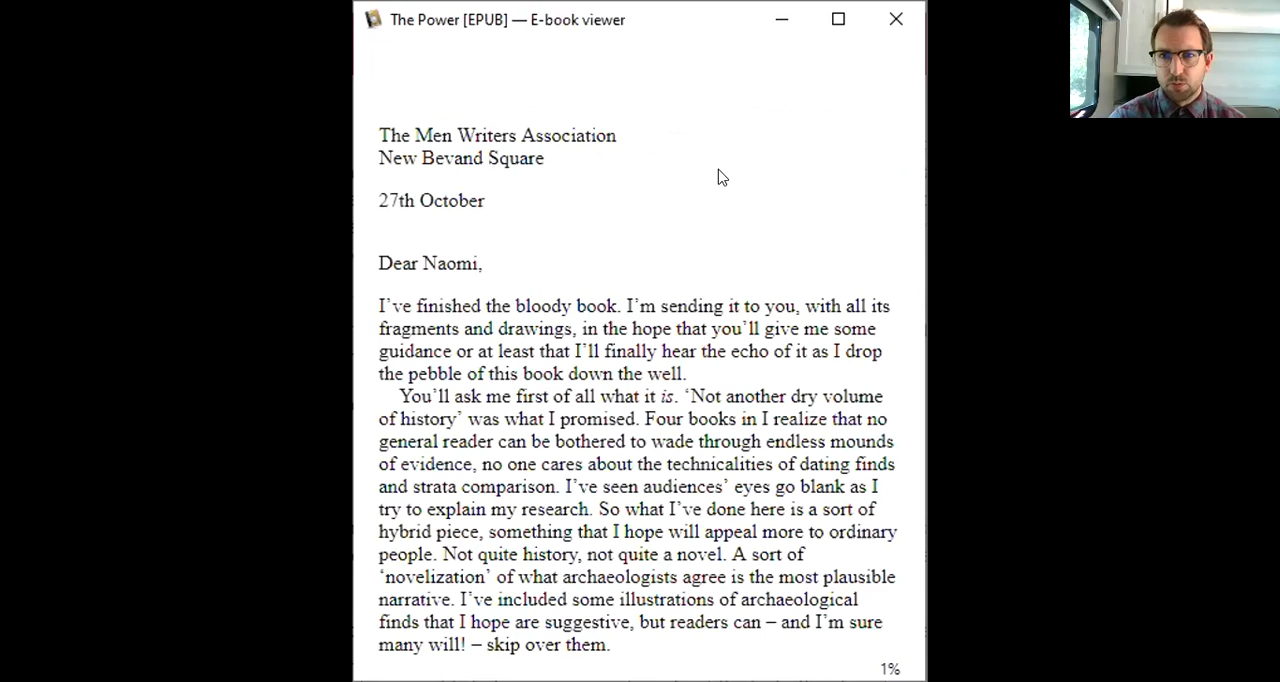 The Power [EPUB] — E-book viewer
The Men Writers Association
New Bevand Square
27th October
Dear Naomi,
I’ve finished the bloody book. I’m sending it to you, with all its
fragments and drawings, in the hope that you’ll give me some
guidance or at least that I’ll finally hear the echo of it as I drop
the pebble of this book down the well.
You’ll ask me first of all what it is. ‘Not another dry volume
of history’ was what I promised. Four books in I realize that no
general reader can be bothered to wade through endless mounds
of evidence, no one cares about the technicalities of dating finds
and strata comparison. I’ve seen audiences’ eyes go blank as I
try to explain my research. So what I’ve done here is a sort of
hybrid piece, something that I hope will appeal more to ordinary
people. Not quite history, not quite a novel. A sort of
‘novelization’ of what archaeologists agree is the most plausible
narrative. I’ve included some illustrations of archaeological
finds that I hope are suggestive, but readers can – and I’m sure
many will! – skip over them.
1%